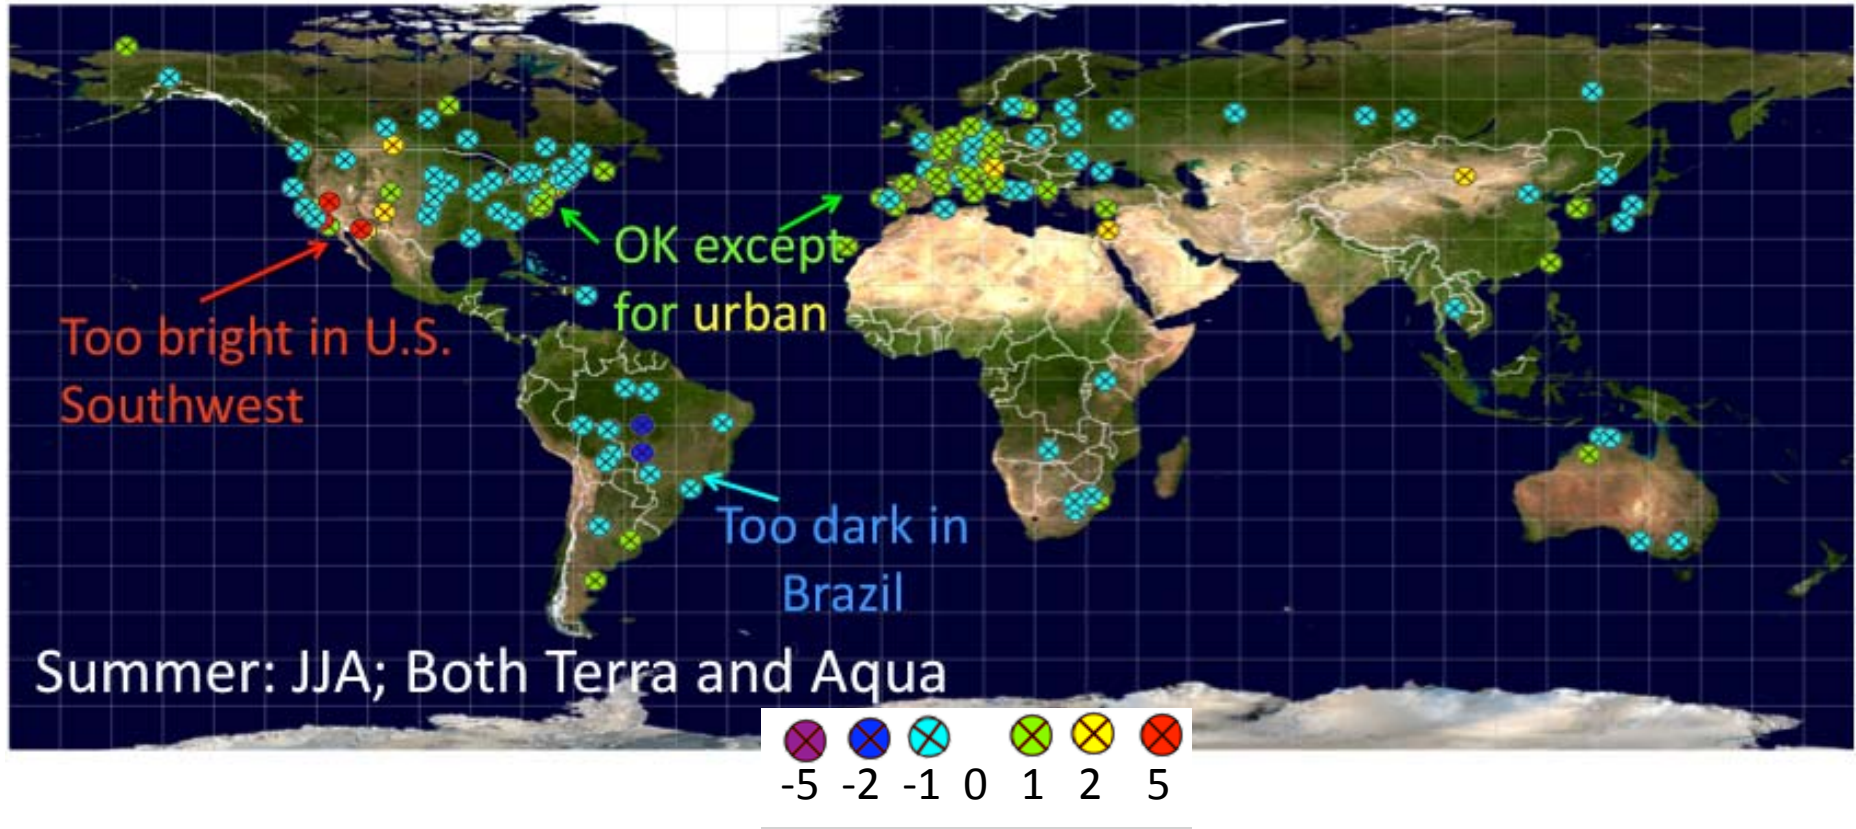 OK except
for urban
Too bright in U.S.
Southwest
Too dark in
Brazil
Summer: JJA; Both Terra and Aqua
-5 -2 -1 0 1 2 5